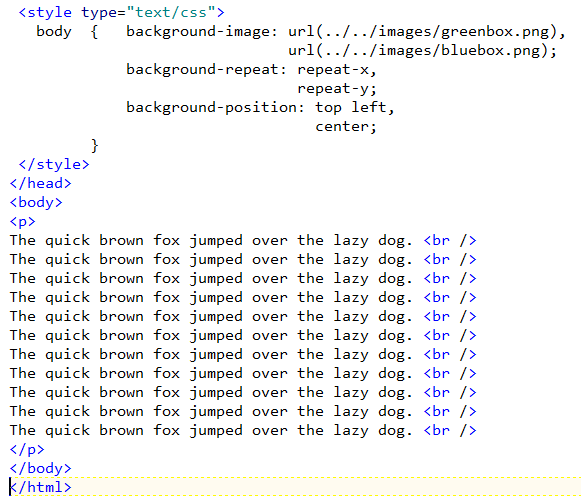 <style type="text/css">
body { background-image: url(../../images/greenbox.png),
url(../../images/bluebox.png);
background-repeat: repeat-x,
repeat-y;
background-position: top left,
center;
}
</style>
</head>
<body>
<p>
The quick brown fox jumped over the lazy dog. <br />
The quick brown fox jumped over the lazy dog. <br />
The quick brown fox jumped over the lazy dog. <br />
The quick brown fox jumped over the lazy dog. <br />
The quick brown fox jumped over the lazy dog. <br />
The quick brown fox jumped over the lazy dog. <br />
The quick brown fox jumped over the lazy dog. <br />
The quick brown fox jumped over the lazy dog. <br />
The quick brown fox jumped over the lazy dog. <br />
The quick brown fox jumped over the lazy dog. <br />
The quick brown fox jumped over the lazy dog. <br />
</p>
</body>
</html>